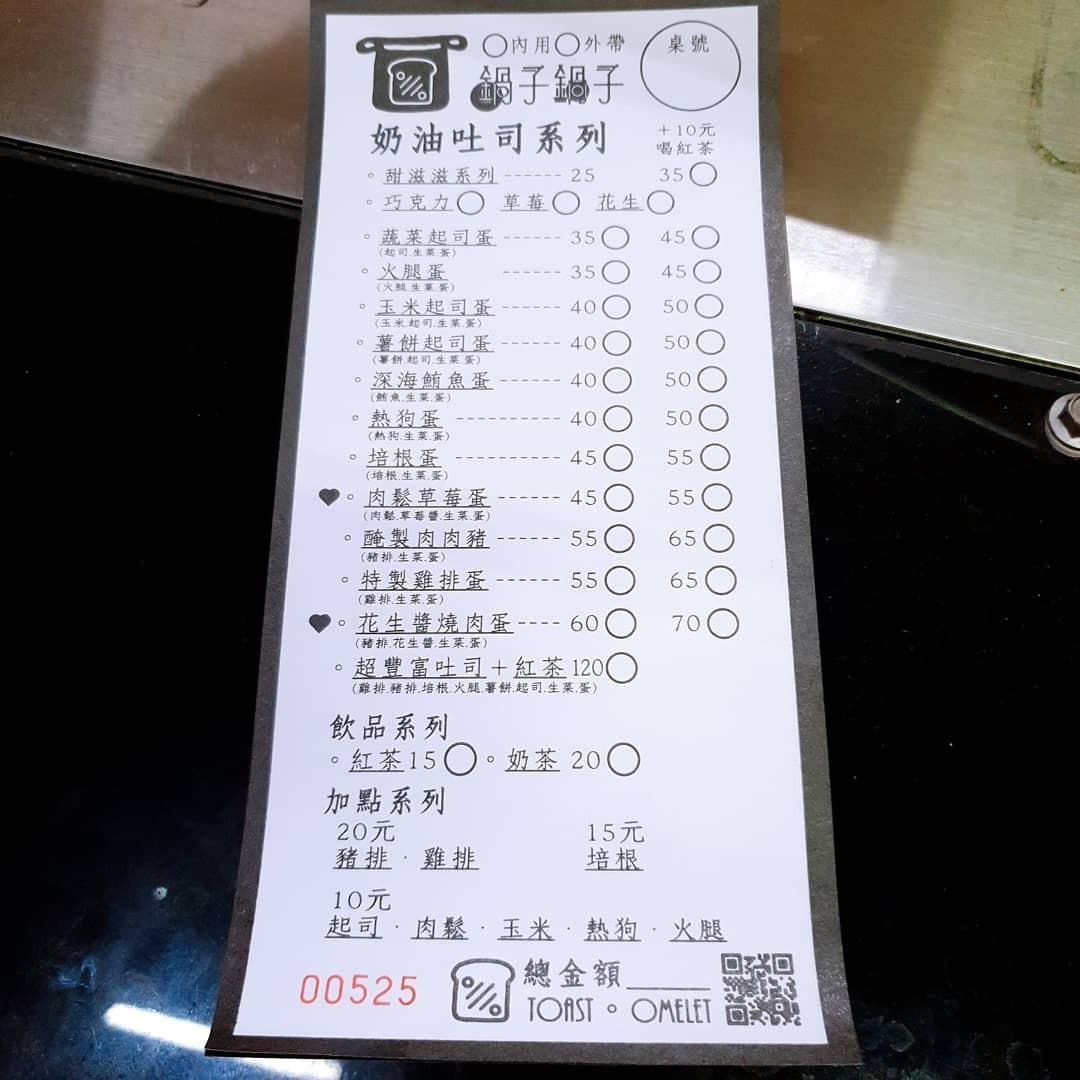 ○內用○外帶
桌號
鍋子鍋子
奶油吐司系列
+10元
喝紅茶
。甜滋滋系列------25 35○
。巧克力○ 草莓○ 花生○
。蔬菜起司蛋------35○ 45○
(起司.生菜.蛋)
。火腿蛋 ------35○ 45○
(火腿.生菜.蛋)
。玉米起司蛋------40○ 50○
(玉米.起司.生菜.蛋)
。薯餅起司蛋------40○ 50○
(薯餅.起司.生菜.蛋)
。深海鮪魚蛋------40○ 50○
(鮪魚.生菜.蛋)
。熱狗蛋 ----------40○ 50○
(熱狗.生菜.蛋)
。培根蛋 ----------45○ 55○
(培根.生菜.蛋)
♥。肉鬆草莓蛋------45○ 55○
(肉鬆.草莓醬.生菜.蛋)
。醃製肉肉豬------55○ 65○
(豬排.生菜.蛋)
。特製雞排蛋------55○ 65○
(雞排.生菜.蛋)
♥。花生醬燒肉蛋----60○ 70○
(豬排.花生醬.生菜.蛋)
。超豐富吐司+紅茶120○
(雞排.豬排.培根.火腿.薯餅.起司.生菜.蛋)
飲品系列
。紅茶15○。奶茶 20○
加點系列
20元 15元
豬排·雞排 培根
10元
起司·肉鬆·玉米·熱狗·火腿
00525
總金額______
TOAST。OMELET